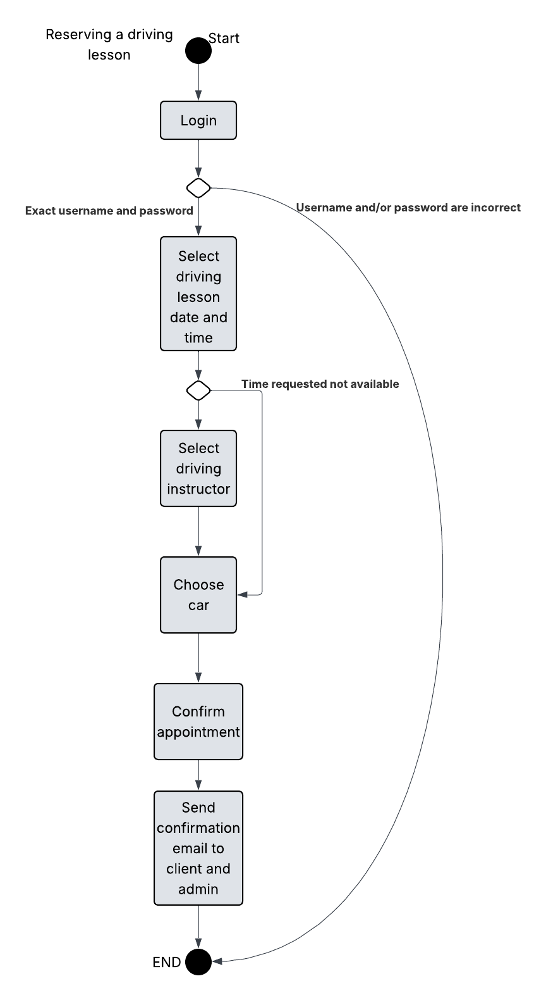 Reserving a driving
lesson
Start
Login
Exact username and password
Username and/or password are incorrect
Select
driving
lesson
date and
time
Time requested not available
Select
driving
instructor
Choose
car
Confirm
appointment
Send
confirmation
email to
client and
admin
END